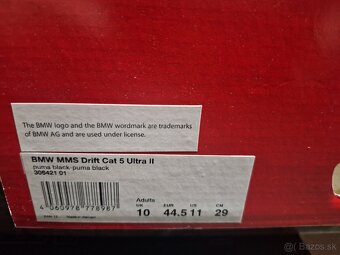 The BMW logo and the BMW wordmark are trademarks
of BMW AG and are used under license.
BMW MMS Drift Cat 5 Ultra II
puma black-puma black
306421 01
Adults
UK EUR US CM
10 44.5 11 29
4 060978 778987
Bazos.sk